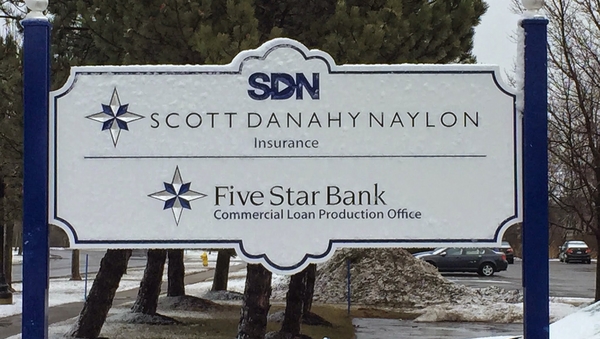 SDN
SCOTT DANAHY NAYLON
Insurance
Five Star Bank
Commercial Loan Production Office